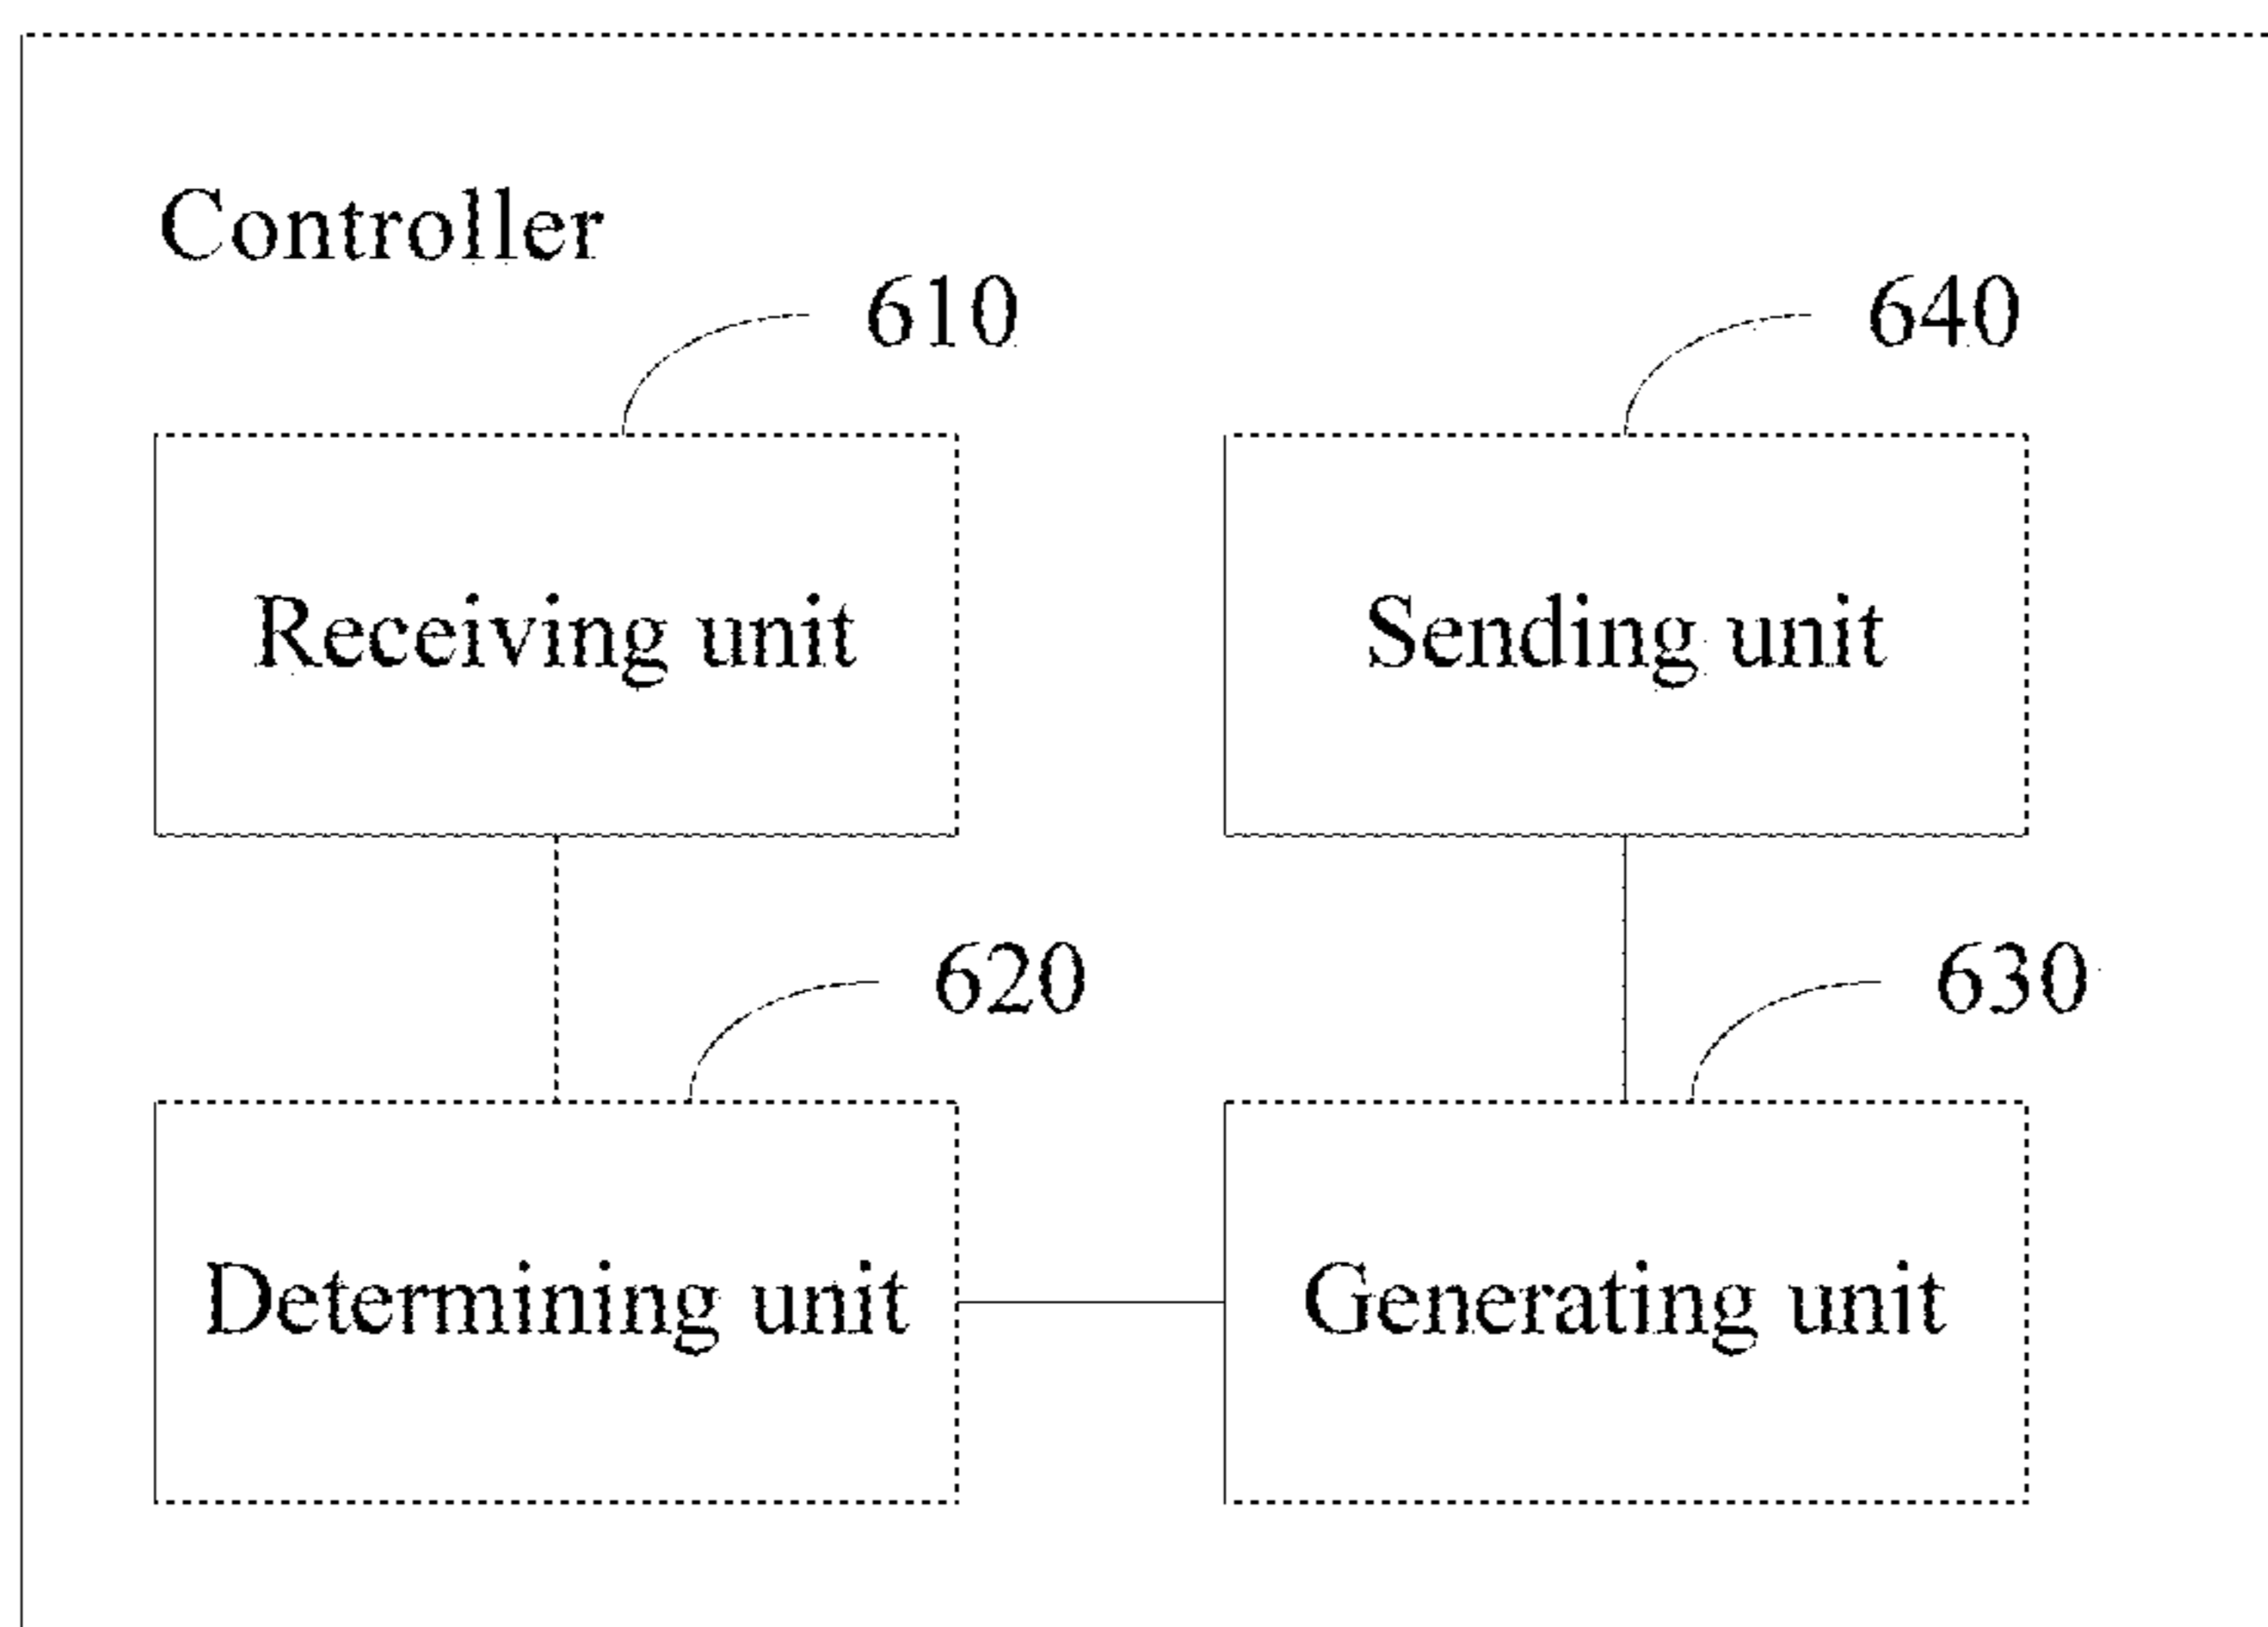 Controller
610
640
Receiving unit
Sending unit
620
630
Determining unit
Generating unit